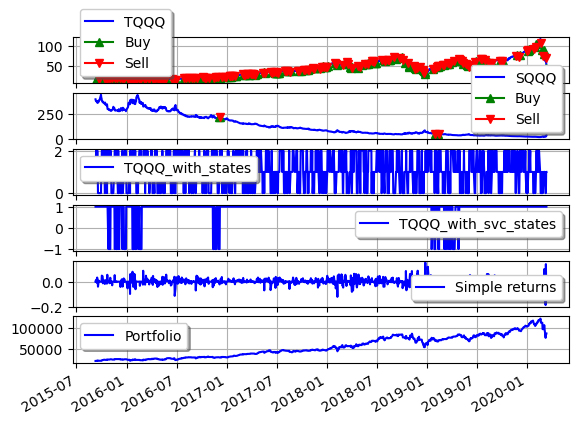 TQQQ
Buy
Sell
100
50
SQQQ
Buy
Sell
250
0
2
TQQQ_with_states
0
1
0
TQQQ_with_svc_states
−1
0.0
Simple returns
−0.2
100000
Portfolio
50000
2015-07
2016-01
2016-07
2017-01
2017-07
2018-01
2018-07
2019-01
2019-07
2020-01